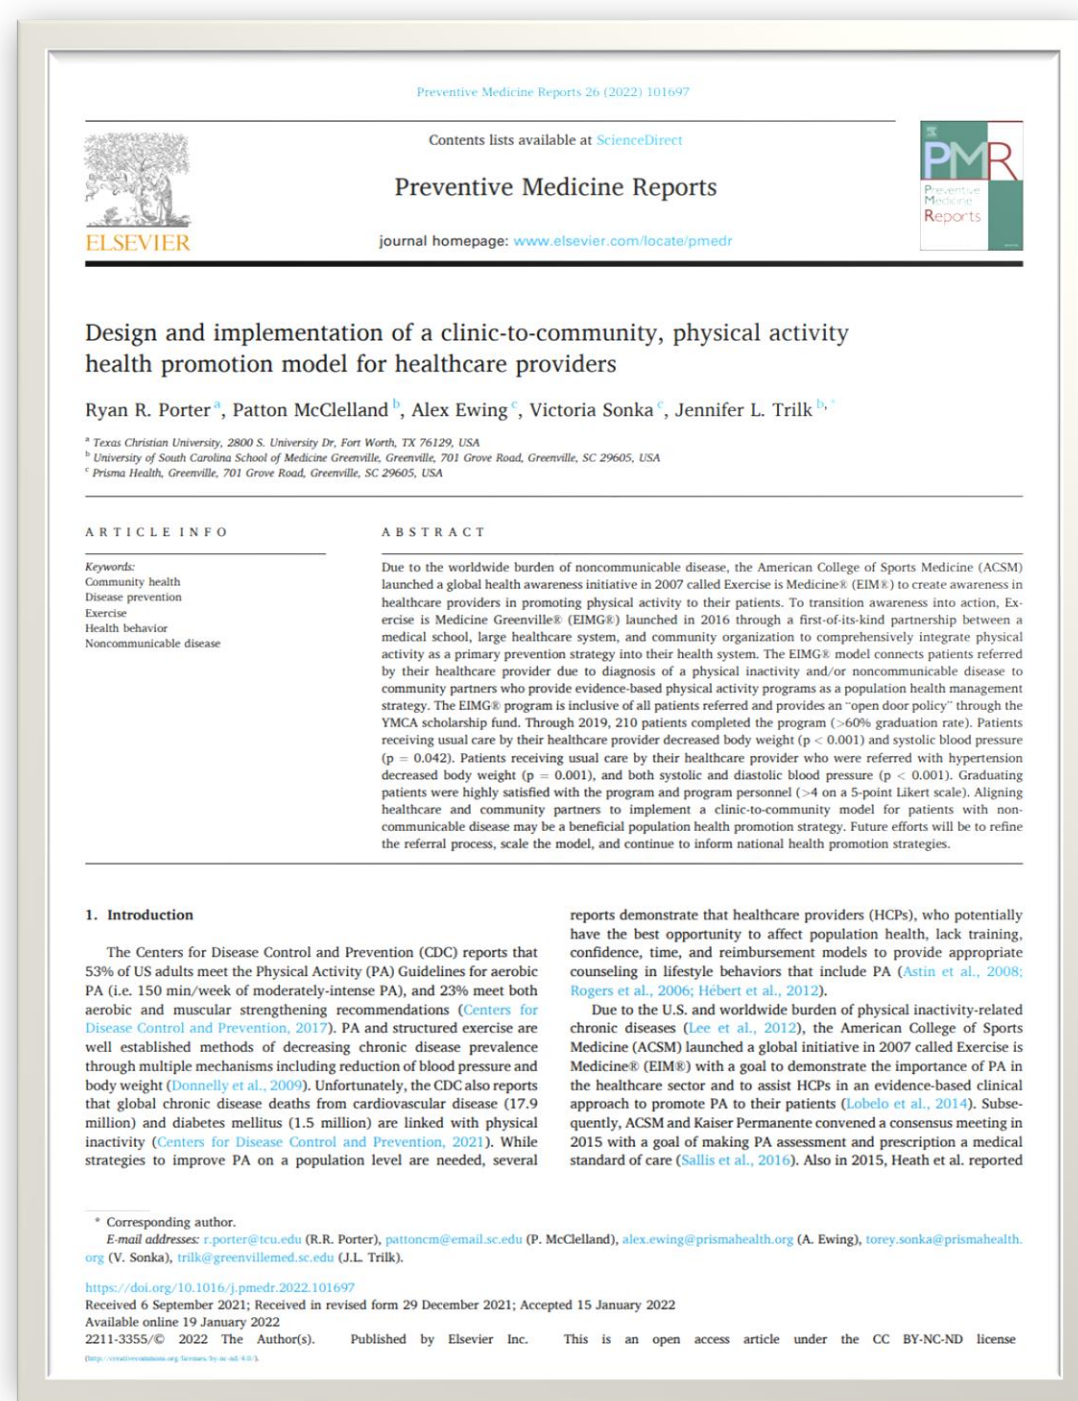 Preventive Medicine Reports 26 (2022) 101697
Contents lists available at ScienceDirect
Preventive Medicine Reports
journal homepage: www.elsevier.com/locate/pmedr
ELSEVIER
PMR
Preventive
Medicine
Reports
Design and implementation of a clinic-to-community, physical activity
health promotion model for healthcare providers
Ryan R. Porter a, Patton McClelland b, Alex Ewing c, Victoria Sonka c, Jennifer L. Trilk b, *
a Texas Christian University, 2800 S. University Dr, Fort Worth, TX 76129, USA
b University of South Carolina School of Medicine Greenville, Greenville, 701 Grove Road, Greenville, SC 29605, USA
c Prisma Health, Greenville, 701 Grove Road, Greenville, SC 29605, USA
ARTICLE INFO
Keywords:
Community health
Disease prevention
Exercise
Health behavior
Noncommunicable disease
ABSTRACT
Due to the worldwide burden of noncommunicable disease, the American College of Sports Medicine (ACSM)
launched a global health awareness initiative in 2007 called Exercise is Medicine® (EIM®) to create awareness in
healthcare providers in promoting physical activity to their patients. To transition awareness into action, Ex-
ercise is Medicine Greenville® (EIMG®) launched in 2016 through a first-of-its-kind partnership between a
medical school, large healthcare system, and community organization to comprehensively integrate physical
activity as a primary prevention strategy into their health system. The EIMG® model connects patients referred
by their healthcare provider due to diagnosis of a physical inactivity and/or noncommunicable disease to
community partners who provide evidence-based physical activity programs as a population health management
strategy. The EIMG® program is inclusive of all patients referred and provides an "open door policy" through the
YMCA scholarship fund. Through 2019, 210 patients completed the program (>60% graduation rate). Patients
receiving usual care by their healthcare provider decreased body weight (p < 0.001) and systolic blood pressure
(p = 0.042). Patients receiving usual care by their healthcare provider who were referred with hypertension
decreased body weight (p = 0.001), and both systolic and diastolic blood pressure (p < 0.001). Graduating
patients were highly satisfied with the program and program personnel (>4 on a 5-point Likert scale). Aligning
healthcare and community partners to implement a clinic-to-community model for patients with non-
communicable disease may be a beneficial population health promotion strategy. Future efforts will be to refine
the referral process, scale the model, and continue to inform national health promotion strategies.
1. Introduction
The Centers for Disease Control and Prevention (CDC) reports that
53% of US adults meet the Physical Activity (PA) Guidelines for aerobic
PA (i.e. 150 min/week of moderately-intense PA), and 23% meet both
aerobic and muscular strengthening recommendations (Centers for
Disease Control and Prevention, 2017). PA and structured exercise are
well established methods of decreasing chronic disease prevalence
through multiple mechanisms including reduction of blood pressure and
body weight (Donnelly et al., 2009). Unfortunately, the CDC also reports
that global chronic disease deaths from cardiovascular disease (17.9
million) and diabetes mellitus (1.5 million) are linked with physical
inactivity (Centers for Disease Control and Prevention, 2021). While
strategies to improve PA on a population level are needed, several
reports demonstrate that healthcare providers (HCPs), who potentially
have the best opportunity to affect population health, lack training,
confidence, time, and reimbursement models to provide appropriate
counseling in lifestyle behaviors that include PA (Astin et al., 2008;
Rogers et al., 2006; Hébert et al., 2012).
Due to the U.S. and worldwide burden of physical inactivity-related
chronic diseases (Lee et al., 2012), the American College of Sports
Medicine (ACSM) launched a global initiative in 2007 called Exercise is
Medicine® (EIM®) with a goal to demonstrate the importance of PA in
the healthcare sector and to assist HCPs in an evidence-based clinical
approach to promote PA to their patients (Lobelo et al., 2014). Subse-
quently, ACSM and Kaiser Permanente convened a consensus meeting in
2015 with a goal of making PA assessment and prescription a medical
standard of care (Sallis et al., 2016). Also in 2015, Heath et al. reported
* Corresponding author.
E-mail addresses: r.porter@tcu.edu (R.R. Porter), pattoncm@email.sc.edu (P. McClelland), alex.ewing@prismahealth.org (A. Ewing), torey.sonka@prismahealth.
org (V. Sonka), trilk@greenvillemed.sc.edu (J.L. Trilk).
https://doi.org/10.1016/j.pmedr.2022.101697
Received 6 September 2021; Received in revised form 29 December 2021; Accepted 15 January 2022
Available online 19 January 2022
2211-3355/© 2022 The Author(s). Published by Elsevier Inc. This is an open access article under the CC BY-NC-ND license
(http://creativecommons.org/licenses/by-nc-nd/4.0/).